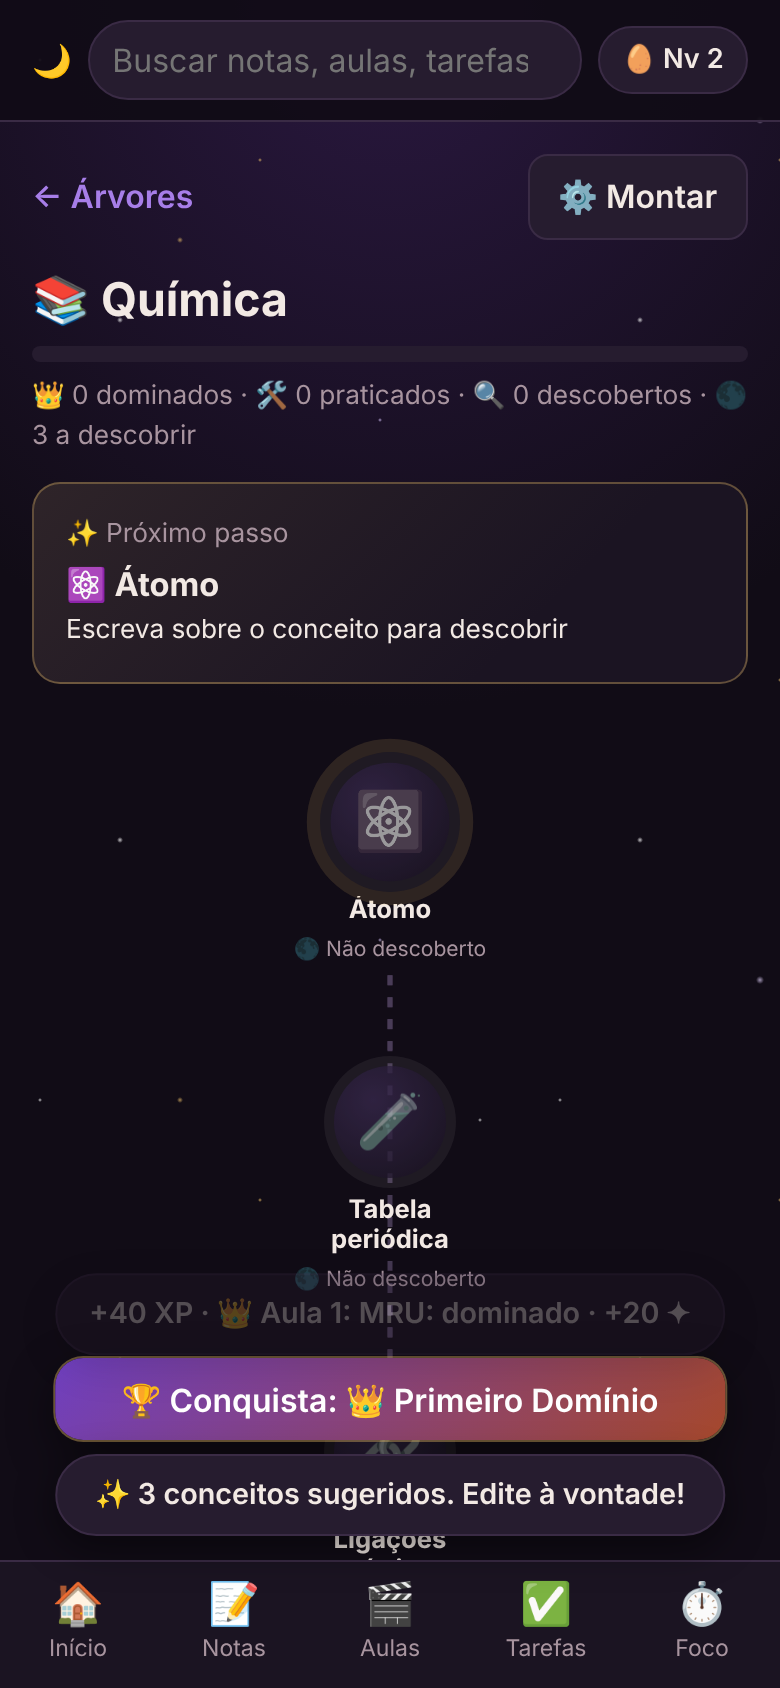 Buscar notas, aulas, tarefas
Nv 2
← Árvores
Montar
Química
0 dominados · 0 praticados · 0 descobertos ·
3 a descobrir
Próximo passo
Átomo
Escreva sobre o conceito para descobrir
Átomo
Não descoberto
Tabela
periódica
Não descoberto
+40 XP · Aula 1: MRU: dominado · +20 ✦
Conquista: Primeiro Domínio
3 conceitos sugeridos. Edite à vontade!
Ligações
Início
Notas
Aulas
Tarefas
Foco